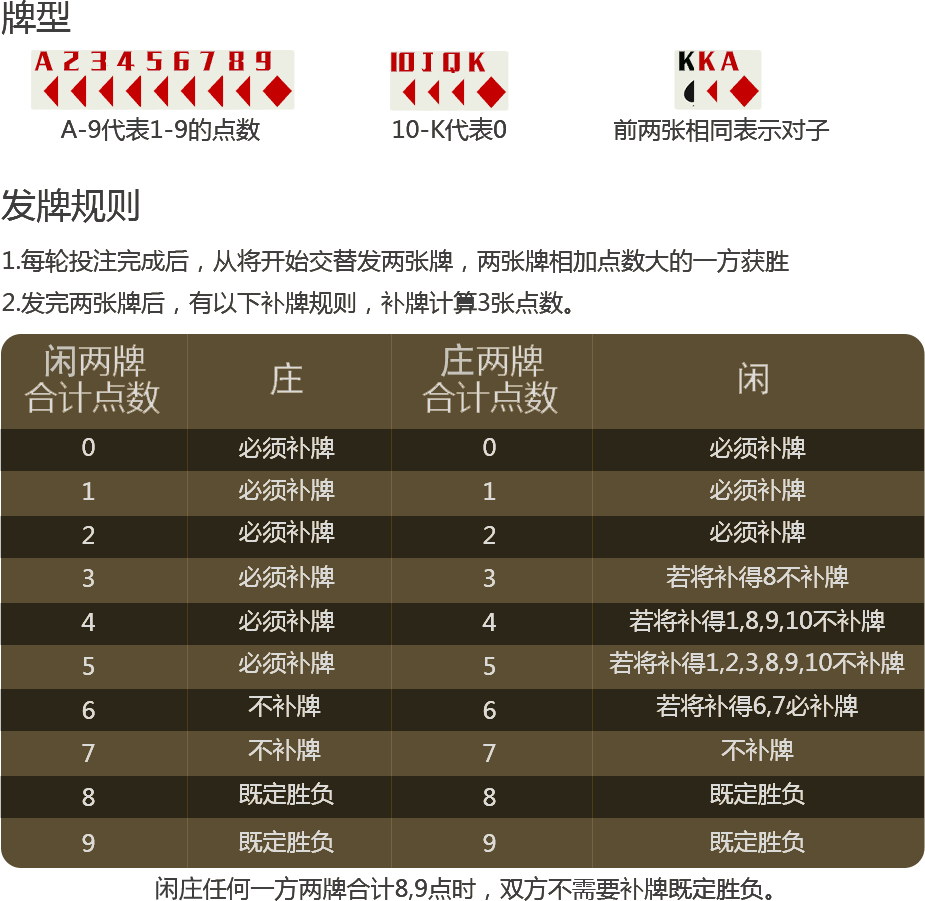 牌型
A 2 3 4 5 6 7 8 9
10 J Q K
K K A
A-9代表1-9的点数
10-K代表0
前两张相同表示对子
发牌规则
1.每轮投注完成后，从将开始交替发两张牌，两张牌相加点数大的一方获胜
2.发完两张牌后，有以下补牌规则，补牌计算3张点数。
闲两牌
合计点数
庄
庄两牌
合计点数
闲
0 必须补牌 0 必须补牌
1 必须补牌 1 必须补牌
2 必须补牌 2 必须补牌
3 必须补牌 3 若将补得8不补牌
4 必须补牌 4 若将补得1,8,9,10不补牌
5 必须补牌 5 若将补得1,2,3,8,9,10不补牌
6 不补牌 6 若将补得6,7必补牌
7 不补牌 7 不补牌
8 既定胜负 8 既定胜负
9 既定胜负 9 既定胜负
闲庄任何一方两牌合计8,9点时，双方不需要补牌既定胜负。